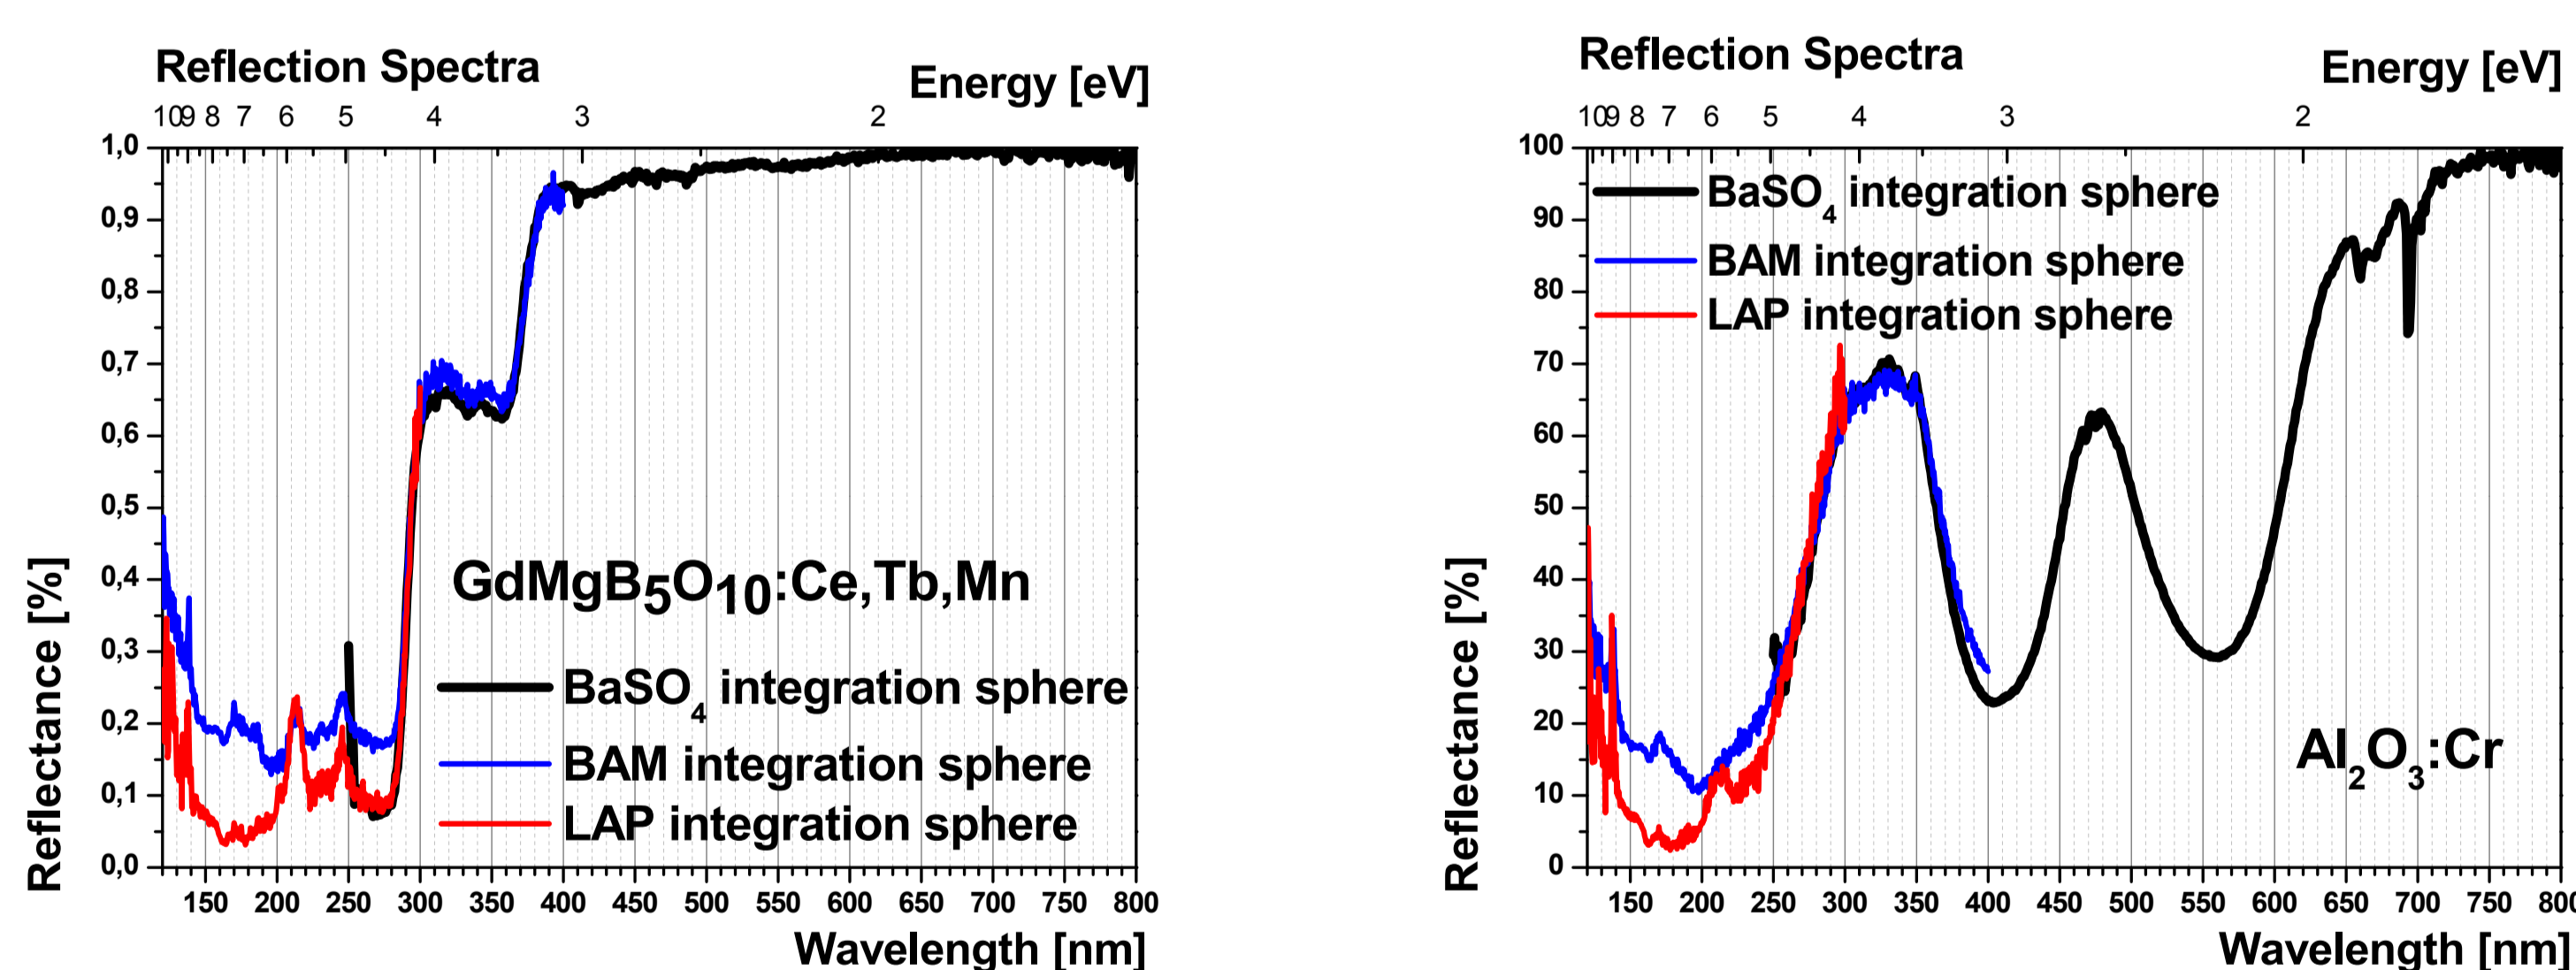 Reflection Spectra
Energy [eV]
10 9 8 7 6 5 4 3 2
1,0
0,9
0,8
0,7
0,6
0,5
0,4
0,3
0,2
0,1
0,0
Reflectance [%]
GdMgB5O10:Ce,Tb,Mn
BaSO4 integration sphere
BAM integration sphere
LAP integration sphere
150 200 250 300 350 400 450 500 550 600 650 700 750 800
Wavelength [nm]
Reflection Spectra
Energy [eV]
10 9 8 7 6 5 4 3 2
100
90
80
70
60
50
40
30
20
10
0
Reflectance [%]
BaSO4 integration sphere
BAM integration sphere
LAP integration sphere
Al2O3:Cr
150 200 250 300 350 400 450 500 550 600 650 700 750 800
Wavelength [nm]